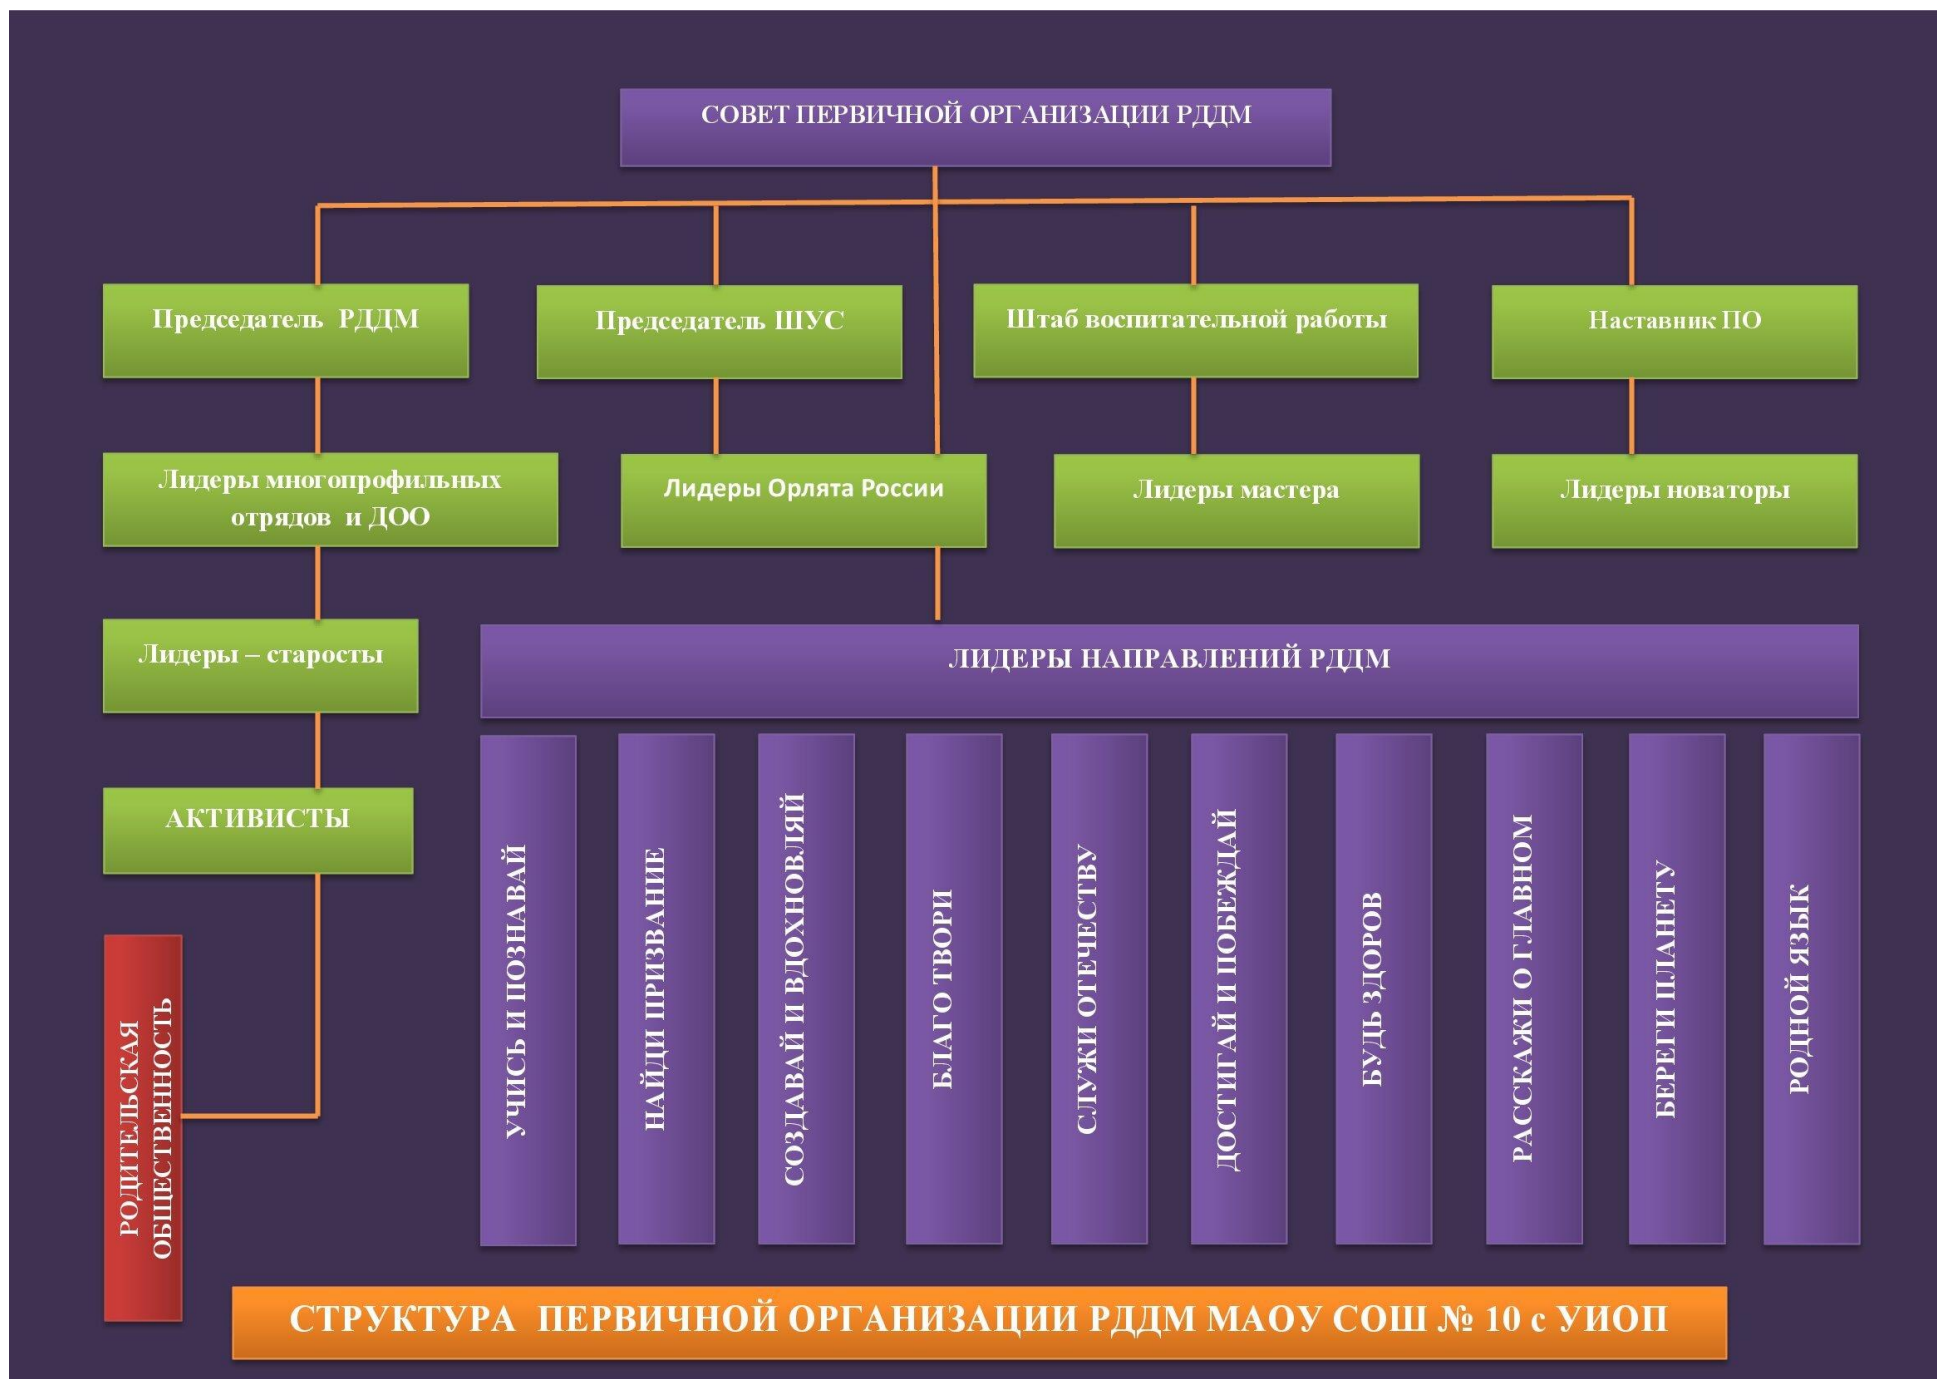 СОВЕТ ПЕРВИЧНОЙ ОРГАНИЗАЦИИ РДДМ
Председатель РДДМ
Председатель ШУС
Штаб воспитательной работы
Наставник ПО
Лидеры многопрофильных
отрядов и ДОО
Лидеры Орлята России
Лидеры мастера
Лидеры новаторы
Лидеры – старосты
ЛИДЕРЫ НАПРАВЛЕНИЙ РДДМ
АКТИВИСТЫ
РОДИТЕЛЬСКАЯ
ОБЩЕСТВЕННОСТЬ
УЧИСЬ И ПОЗНАВАЙ
НАЙДИ ПРИЗВАНИЕ
СОЗДАВАЙ И ВДОХНОВЛЯЙ
БЛАГО ТВОРИ
СЛУЖИ ОТЕЧЕСТВУ
ДОСТИГАЙ И ПОБЕЖДАЙ
БУДЬ ЗДОРОВ
РАССКАЖИ О ГЛАВНОМ
БЕРЕГИ ПЛАНЕТУ
РОДНОЙ ЯЗЫК
СТРУКТУРА ПЕРВИЧНОЙ ОРГАНИЗАЦИИ РДДМ МАОУ СОШ № 10 с УИОП